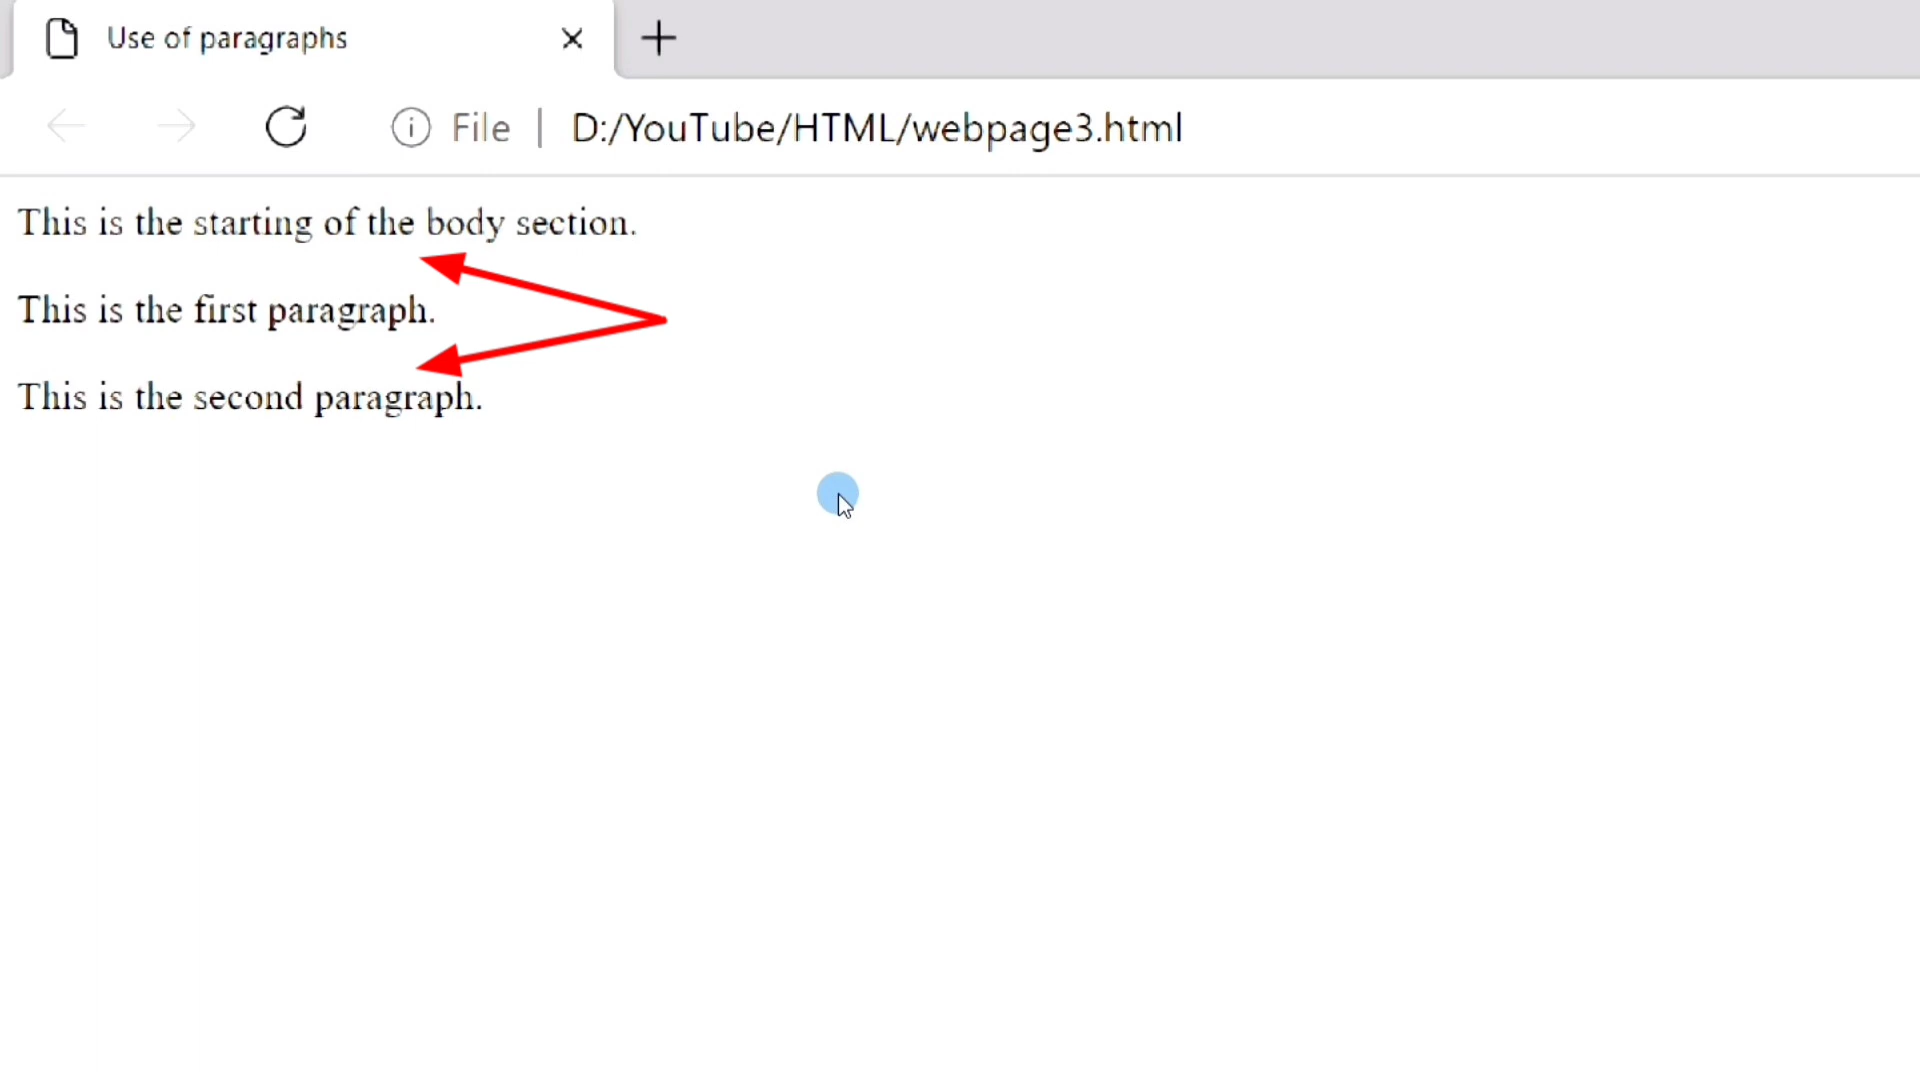 Use of paragraphs
File | D:/YouTube/HTML/webpage3.html
This is the starting of the body section.
This is the first paragraph.
This is the second paragraph.